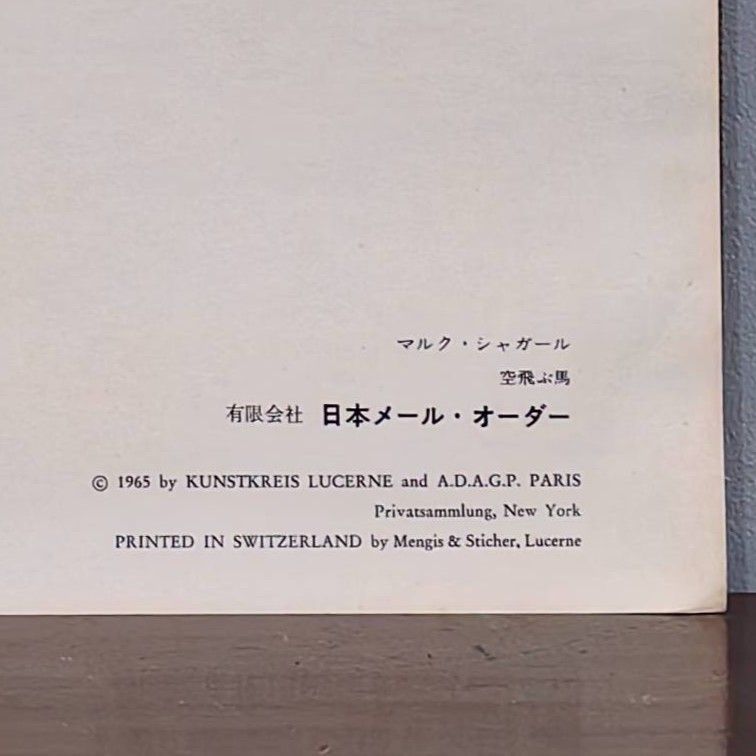 マルク・シャガール
空飛ぶ馬
有限会社 日本メール・オーダー
© 1965 by KUNSTKREIS LUCERNE and A.D.A.G.P. PARIS
Privatsammlung, New York
PRINTED IN SWITZERLAND by Mengis & Sticher, Lucerne